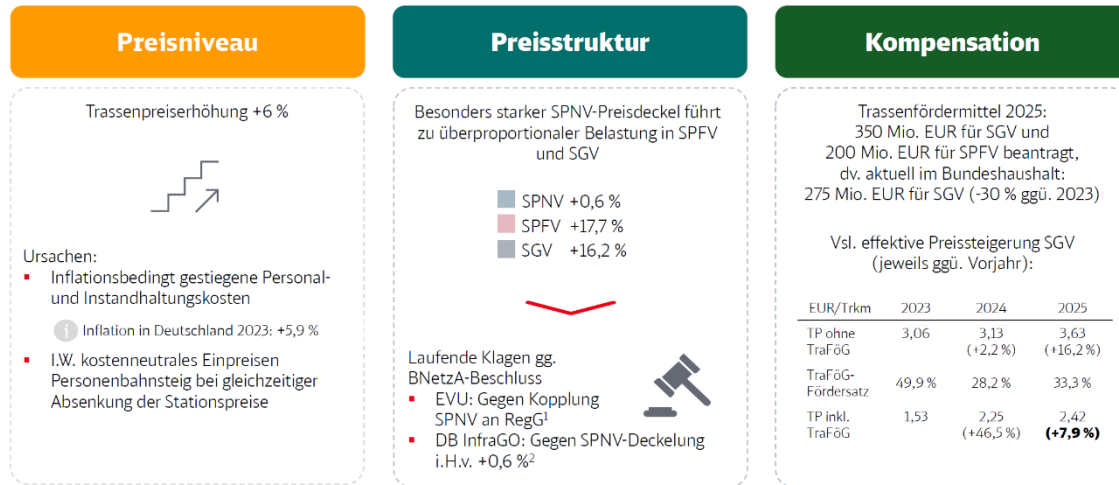 Preisniveau
Trassenpreiserhöhung +6 %
Ursachen:
Inflationsbedingt gestiegene Personal-
und Instandhaltungskosten
i Inflation in Deutschland 2023: +5,9 %
I.W. kostenneutrales Einpreisen
Personenbahnsteig bei gleichzeitiger
Absenkung der Stationspreise
Preisstruktur
Besonders starker SPNV-Preisdeckel führt
zu überproportionaler Belastung in SPFV
und SGV
SPNV +0,6 %
SPFV +17,7 %
SGV +16,2 %
Laufende Klagen gg.
BNetzA-Beschluss
EVU: Gegen Kopplung
SPNV an RegG¹
DB InfraGO: Gegen SPNV-Deckelung
i.H.v. +0,6 %²
Kompensation
Trassenfördermittel 2025:
350 Mio. EUR für SGV und
200 Mio. EUR für SPFV beantragt,
dv. aktuell im Bundeshaushalt:
275 Mio. EUR für SGV (-30 % ggü. 2023)
Vsl. effektive Preissteigerung SGV
(jeweils ggü. Vorjahr):
EUR/Trkm 2023 2024 2025
TP ohne 3,06 3,13 3,63
TraFöG (+2,2 %) (+16,2 %)
TraFöG- 49,9 % 28,2 % 33,3 %
Fördersatz
TP inkl. 1,53 2,25 2,42
TraFöG (+46,5 %) (+7,9 %)